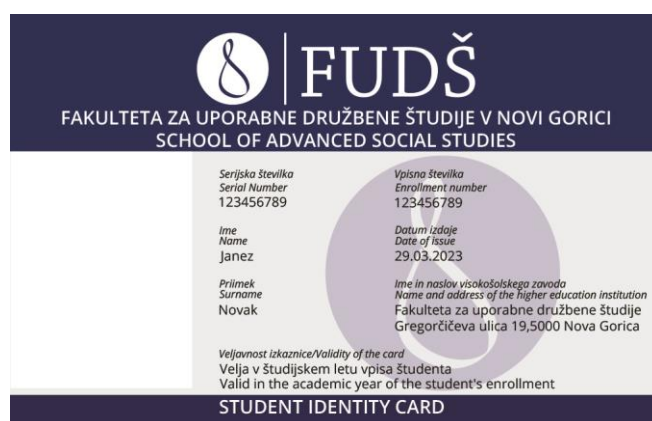 FUDŠ
FAKULTETA ZA UPORABNE DRUŽBENE ŠTUDIJE V NOVI GORICI
SCHOOL OF ADVANCED SOCIAL STUDIES
Serijska številka
Serial Number
123456789
Vpisna številka
Enrollment number
123456789
Ime
Name
Janez
Datum izdaje
Date of issue
29.03.2023
Priimek
Surname
Novak
Ime in naslov visokošolskega zavoda
Name and address of the higher education institution
Fakulteta za uporabne družbene študije
Gregorčičeva ulica 19,5000 Nova Gorica
Veljavnost izkaznice/Validity of the card
Velja v študijskem letu vpisa študenta
Valid in the academic year of the student's enrollment
STUDENT IDENTITY CARD